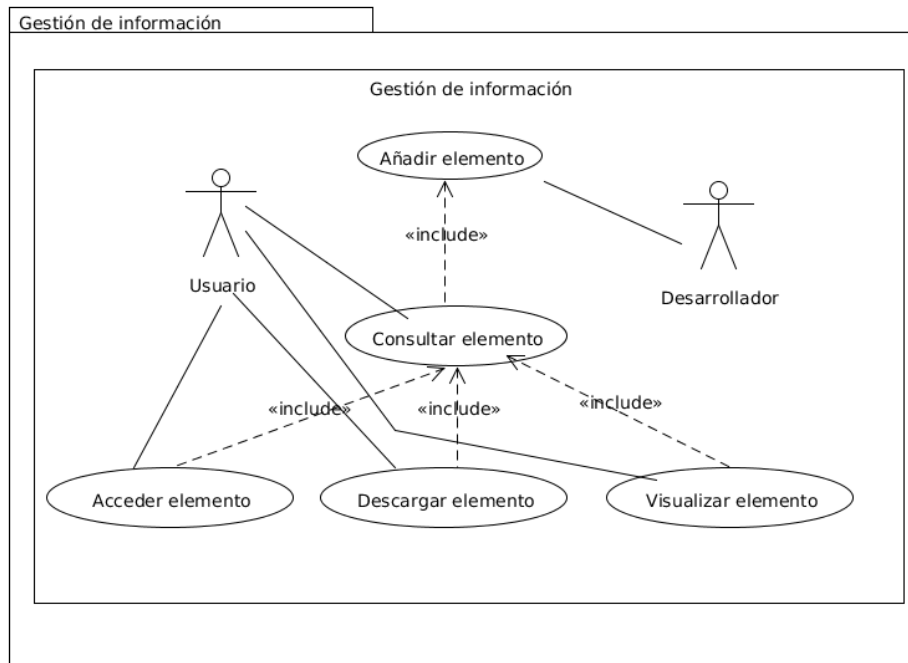 Gestión de información
Gestión de información
Añadir elemento
«include»
Usuario
Desarrollador
Consultar elemento
«include»
«include»
«include»
Acceder elemento
Descargar elemento
Visualizar elemento